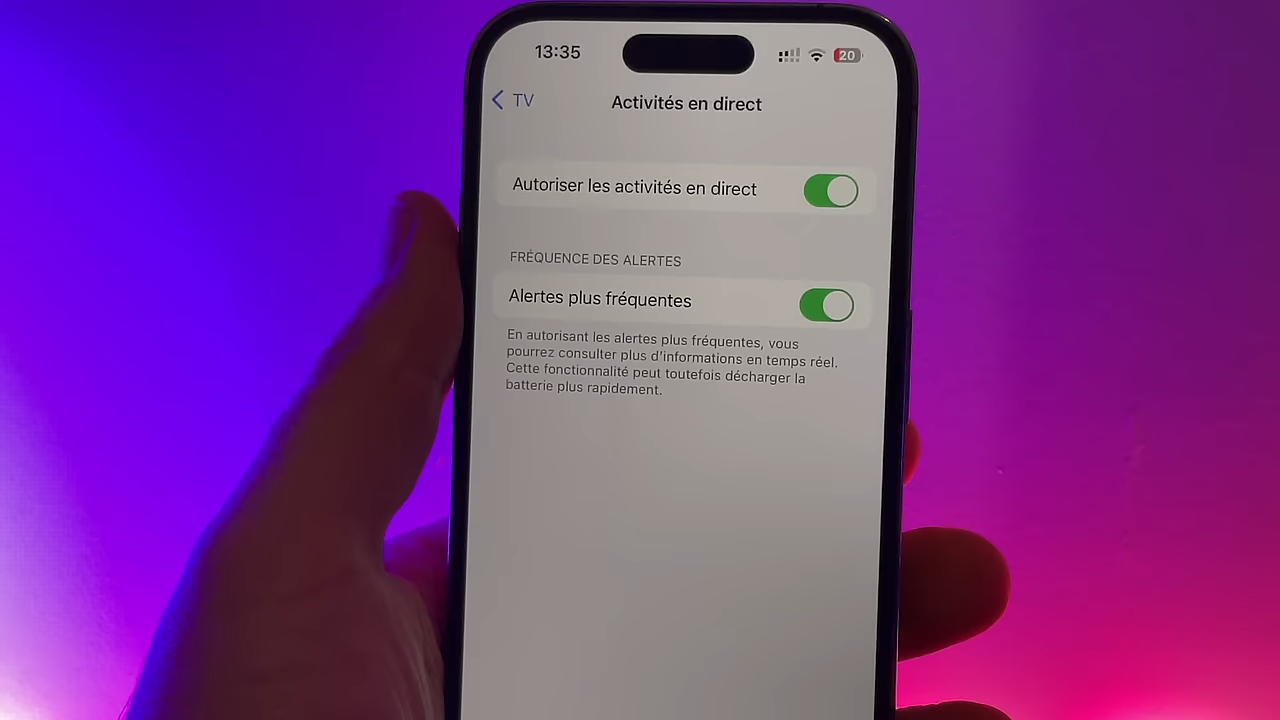 13:35
20
TV
Activités en direct
Autoriser les activités en direct
FRÉQUENCE DES ALERTES
Alertes plus fréquentes
En autorisant les alertes plus fréquentes, vous
pourrez consulter plus d'informations en temps réel.
Cette fonctionnalité peut toutefois décharger la
batterie plus rapidement.